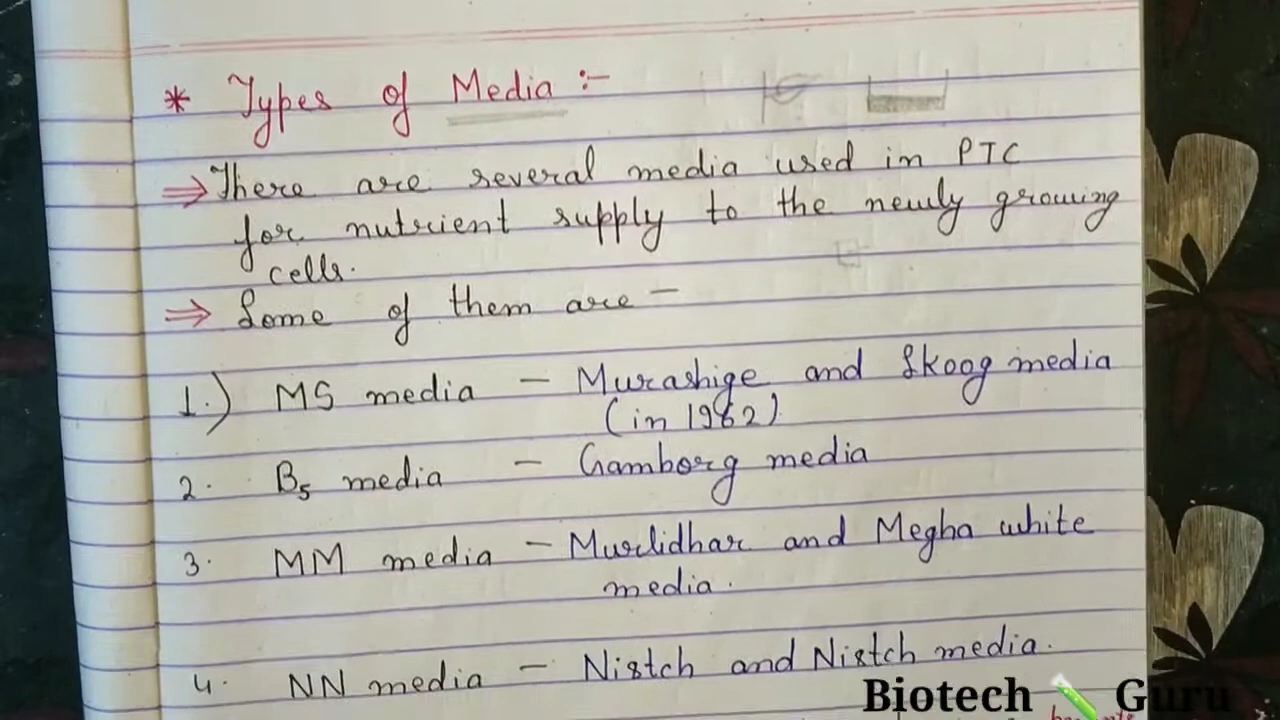 * Types of Media :-
⇒ There are several media used in PTC
for nutrient supply to the newly growing
cells.
⇒ Some of them are -
1.) MS media - Murashige and Skoog media
(in 1962)
2. B5 media - Gamborg media
3. MM media - Murlidhar and Megha white
media.
4. NN media - Nistch and Nistch media.
Biotech Guru